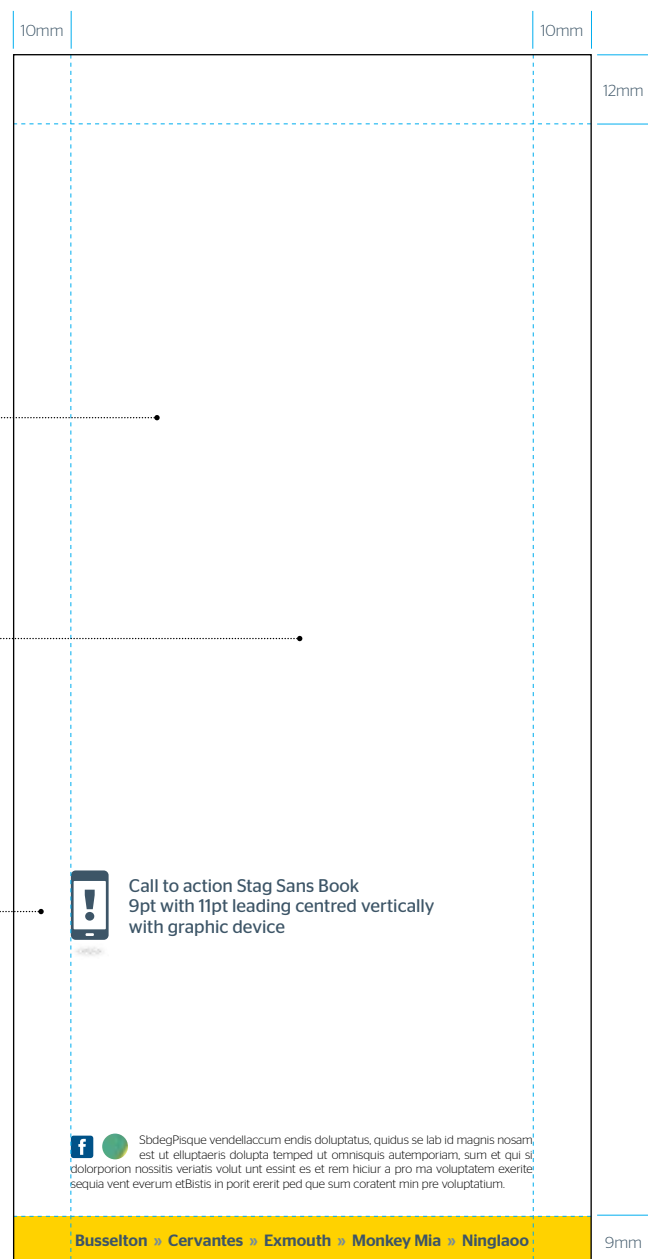 10mm
10mm
12mm
Call to action Stag Sans Book
9pt with 11pt leading centred vertically
with graphic device
f SbdegPisque vendellaccum endis doluptatus, quidus se lab id magnis nosam
est ut elluptaeris dolupta temped ut omnisquis autemporiam, sum et qui si
dolorporion nossitis veriatis volut unt essint es et rem hiciur a pro ma voluptatem exerite
sequia vent everum etBistis in porit ererit ped que sum coratent min pre voluptatium.
Busselton » Cervantes » Exmouth » Monkey Mia » Ninglaoo
9mm